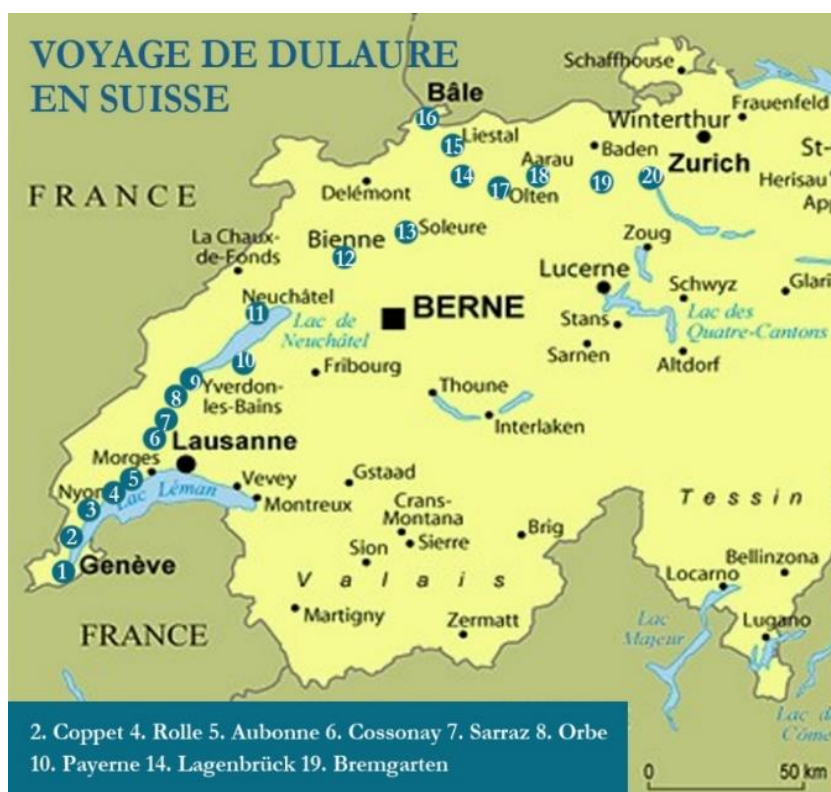 VOYAGE DE DULAURE
EN SUISSE
Schaffhouse
Bâle
16
Frauenfeld
Winterthur
15
Liestal
Baden
St-
Aarau
Zurich
14
17
18
19
20
Olten
Herisau
App
Delémont
FRANCE
13
Soleure
Bienne
12
Zoug
La Chaux-
de-Fonds
Lucerne
Schwyz
Glari
Neuchâtel
11
BERNE
Lac de
Neuchâtel
Stans
Lac des
Quatre-Cantons
Sarnen
Altdorf
10
Fribourg
9
Yverdon-
les-Bains
8
Thoune
7
Interlaken
6
Lausanne
Morges
5
Vevey
Gstaad
Nyon
4
Lac Léman
Montreux
3
Crans-
Montana
Tessin
2
Brig
Sierre
Sion
1
Genève
Bellinzona
Locarno
Valais
Martigny
Lugano
FRANCE
Zermatt
Lac
Majeur
2. Coppet 4. Rolle 5. Aubonne 6. Cossonay 7. Sarraz 8. Orbe
10. Payerne 14. Lagenbrück 19. Bremgarten
Lac d
Côme
0 50 km